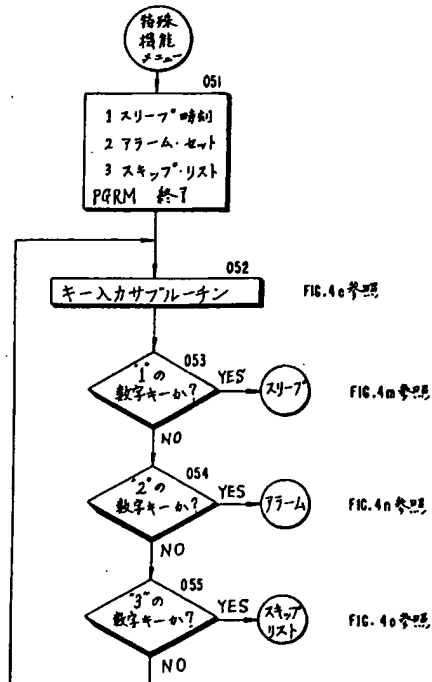 特殊
機能
メニュー
051
1 スリープ時刻
2 アラーム・セット
3 スキップ・リスト
PGRM 終了
052
キー入力サブルーチン
FIG.4c参照
053
"1"の
数字キーか?
YES
スリープ
FIG.4m参照
NO
054
"2"の
数字キーか?
YES
アラーム
FIG.4n参照
NO
055
"3"の
数字キーか?
YES
スキップ
リスト
FIG.4o参照
NO